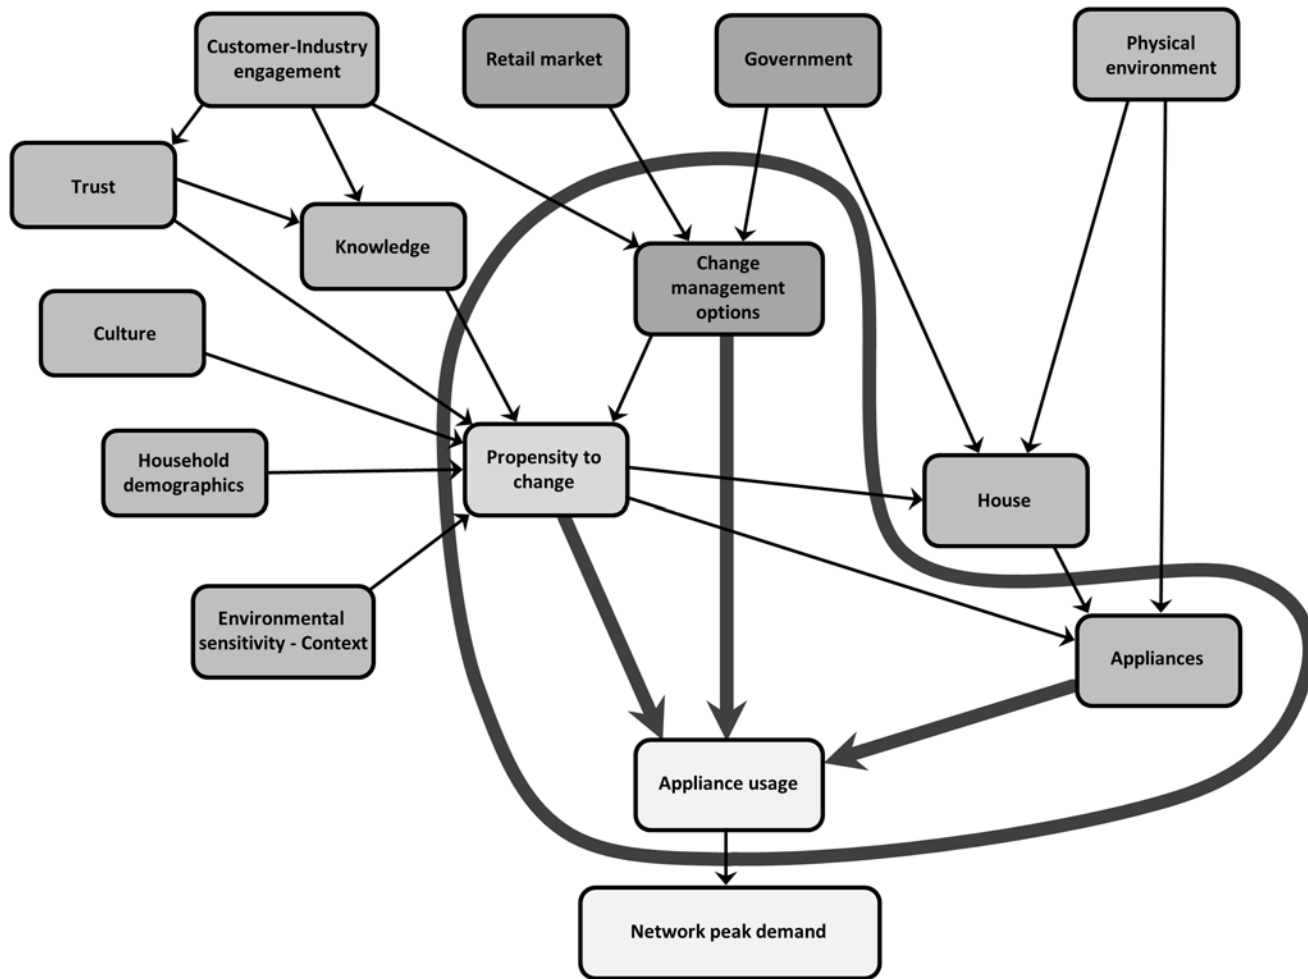 Customer-Industry
engagement
Retail market
Government
Physical
environment
Trust
Knowledge
Change
management
options
Culture
Household
demographics
Propensity to
change
House
Environmental
sensitivity - Context
Appliances
Appliance usage
Network peak demand